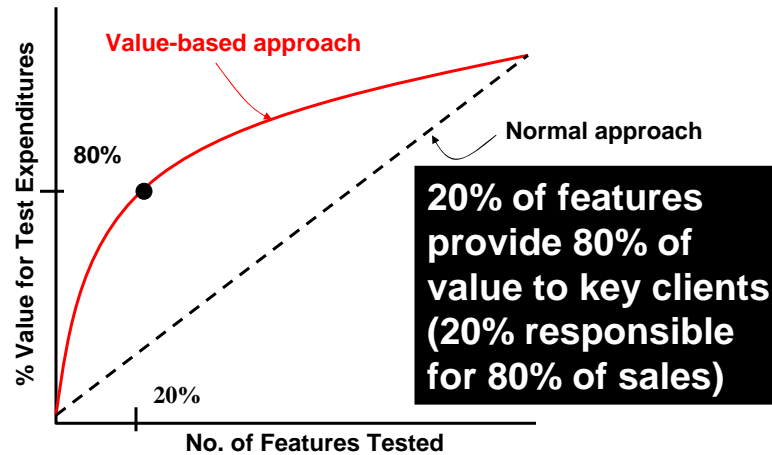 Value-based approach
% Value for Test Expenditures
80%
Normal approach
20% of features
provide 80% of
value to key clients
(20% responsible
for 80% of sales)
20%
No. of Features Tested